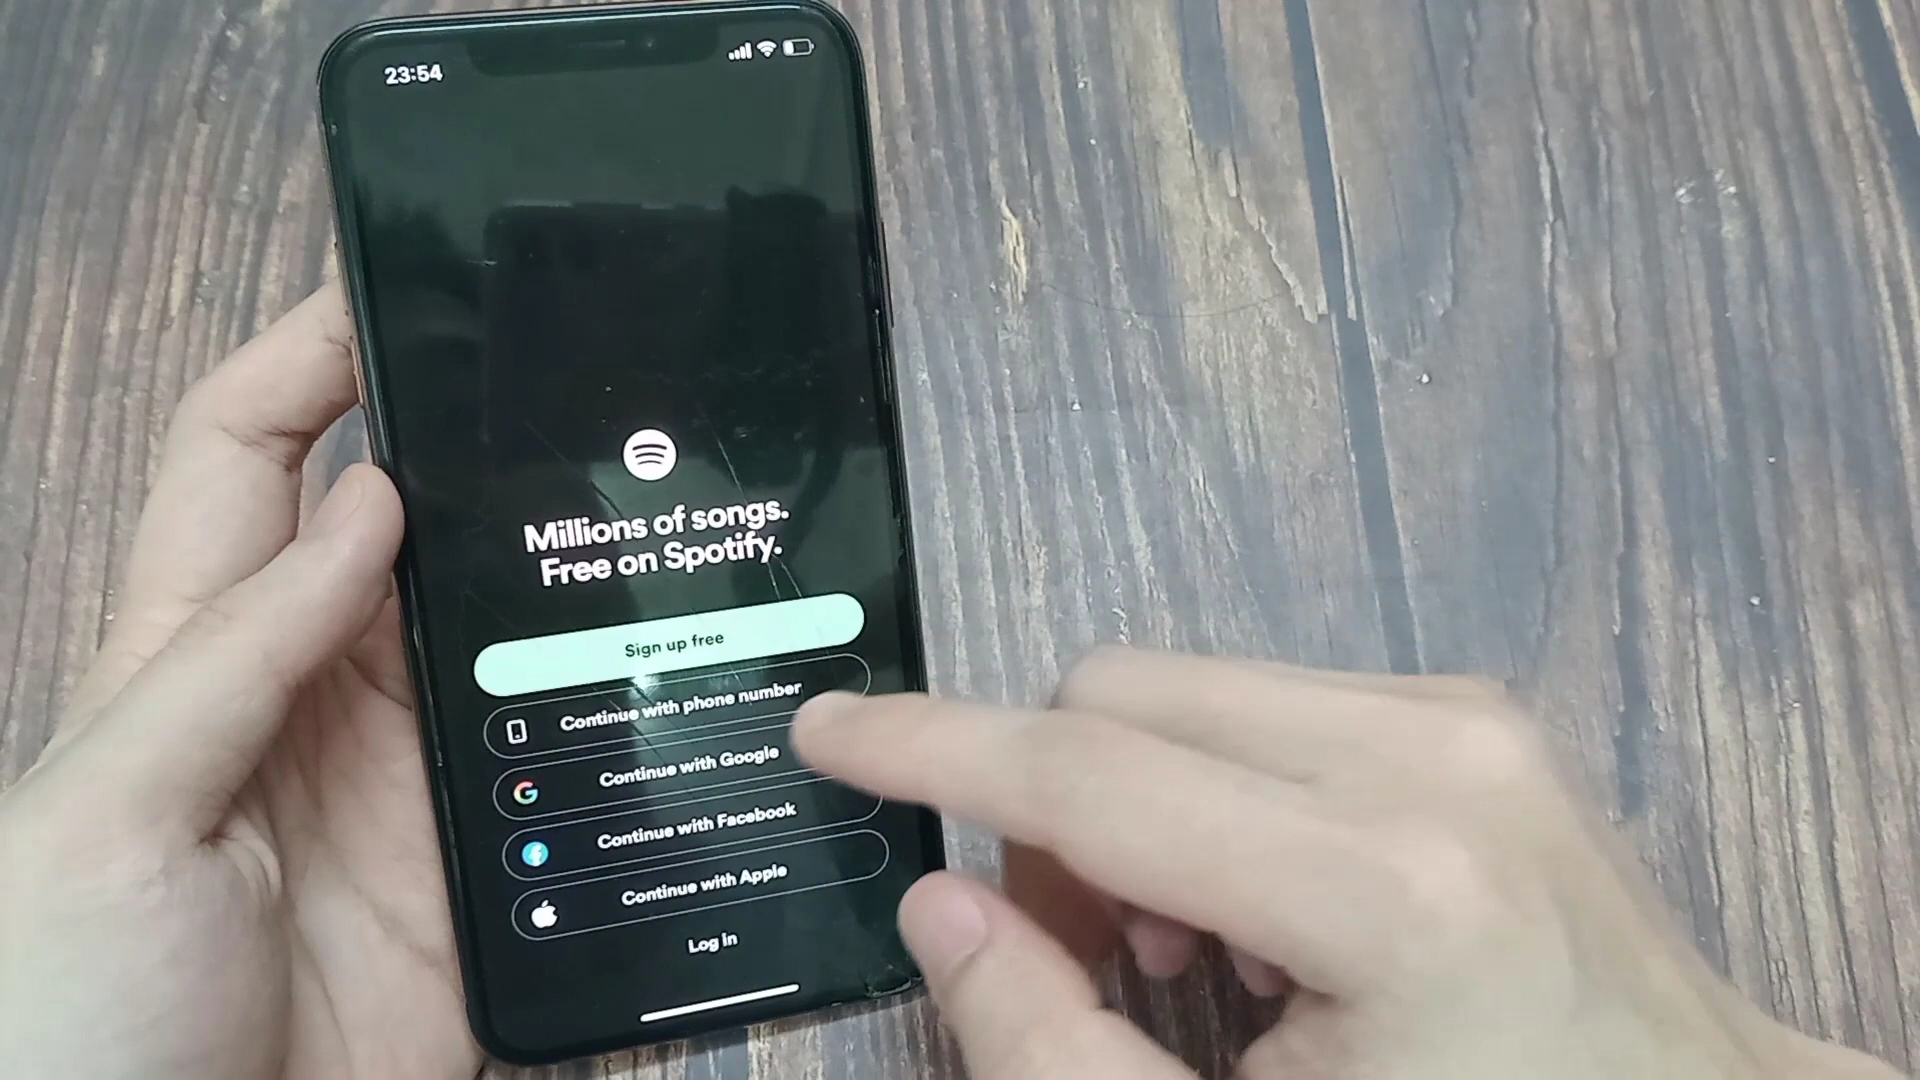 23:54
Millions of songs.
Free on Spotify.
Sign up free
Continue with phone number
Continue with Google
Continue with Facebook
Continue with Apple
Log in